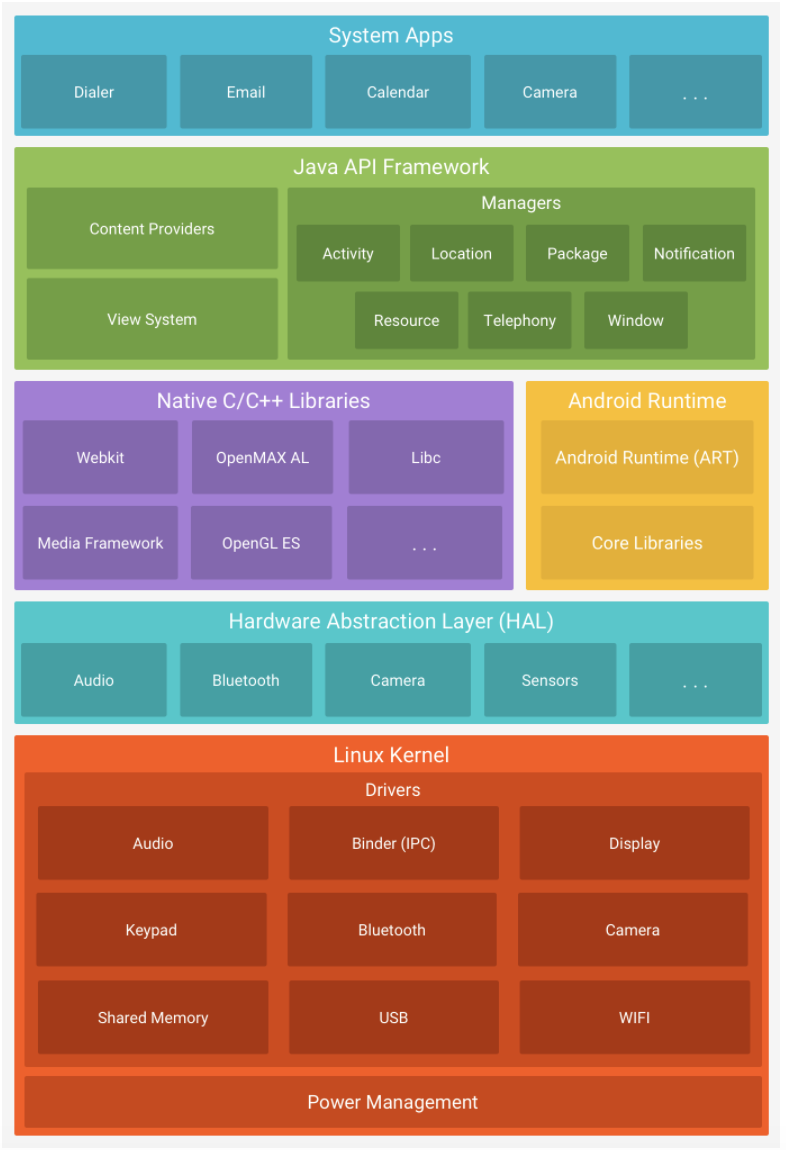 System Apps
Dialer
Email
Calendar
Camera
. . .
Java API Framework
Content Providers
View System
Managers
Activity
Location
Package
Notification
Resource
Telephony
Window
Native C/C++ Libraries
Webkit
OpenMAX AL
Libc
Media Framework
OpenGL ES
. . .
Android Runtime
Android Runtime (ART)
Core Libraries
Hardware Abstraction Layer (HAL)
Audio
Bluetooth
Camera
Sensors
. . .
Linux Kernel
Drivers
Audio
Binder (IPC)
Display
Keypad
Bluetooth
Camera
Shared Memory
USB
WIFI
Power Management